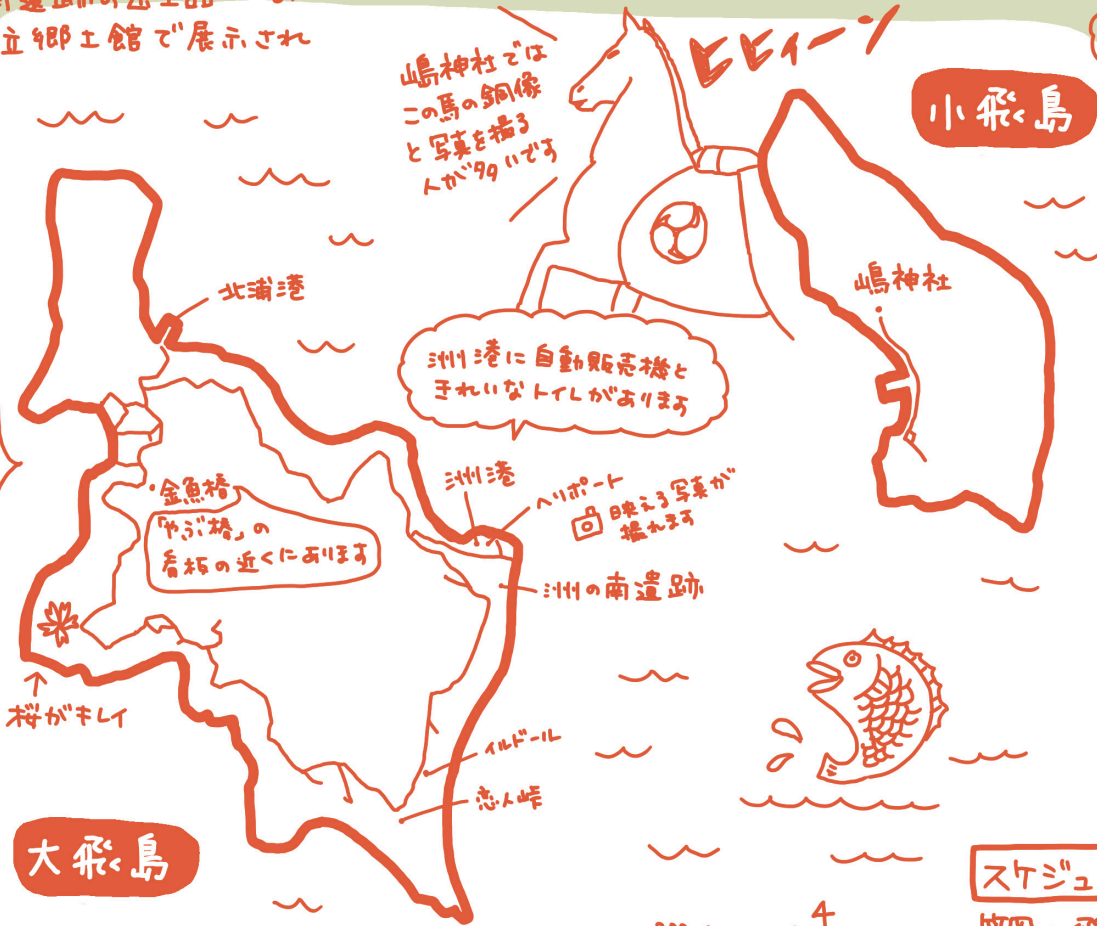 立郷土館で展示され
嶋神社では
この馬の銅像
と写真を撮る
人が多いです
ヒヒィーン
小飛島
嶋神社
北浦港
洲港に自動販売機と
きれいなトイレがあります
金魚椿
「やぶ椿」の
看板の近くにあります
洲港
ヘリポート
映える写真が
撮れます
洲の南遺跡
桜がキレイ
イルドール
恋人峠
大飛島
スケジュ
4